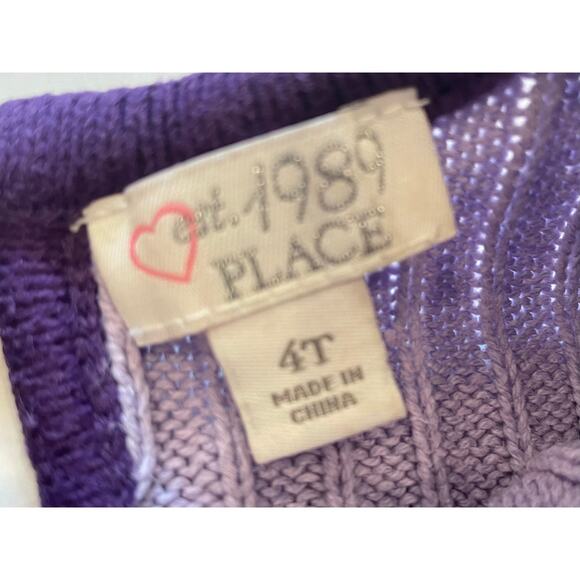 est. 1989
PLACE
4T
MADE IN
CHINA